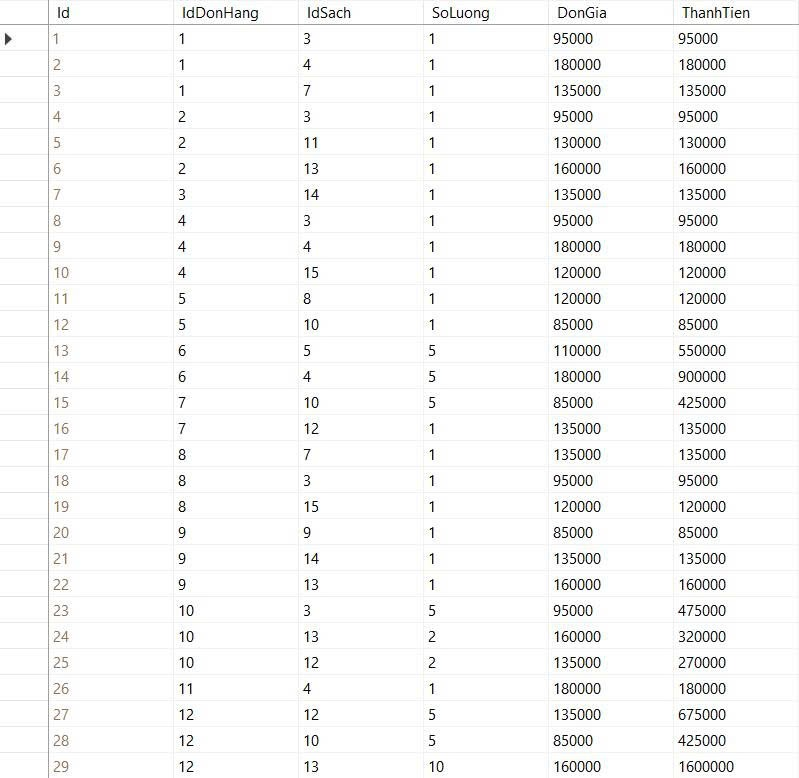 Id IdDonHang IdSach SoLuong DonGia ThanhTien
1 1 3 1 95000 95000
2 1 4 1 180000 180000
3 1 7 1 135000 135000
4 2 3 1 95000 95000
5 2 11 1 130000 130000
6 2 13 1 160000 160000
7 3 14 1 135000 135000
8 4 3 1 95000 95000
9 4 4 1 180000 180000
10 4 15 1 120000 120000
11 5 8 1 120000 120000
12 5 10 1 85000 85000
13 6 5 5 110000 550000
14 6 4 5 180000 900000
15 7 10 5 85000 425000
16 7 12 1 135000 135000
17 8 7 1 135000 135000
18 8 3 1 95000 95000
19 8 15 1 120000 120000
20 9 9 1 85000 85000
21 9 14 1 135000 135000
22 9 13 1 160000 160000
23 10 3 5 95000 475000
24 10 13 2 160000 320000
25 10 12 2 135000 270000
26 11 4 1 180000 180000
27 12 12 5 135000 675000
28 12 10 5 85000 425000
29 12 13 10 160000 1600000